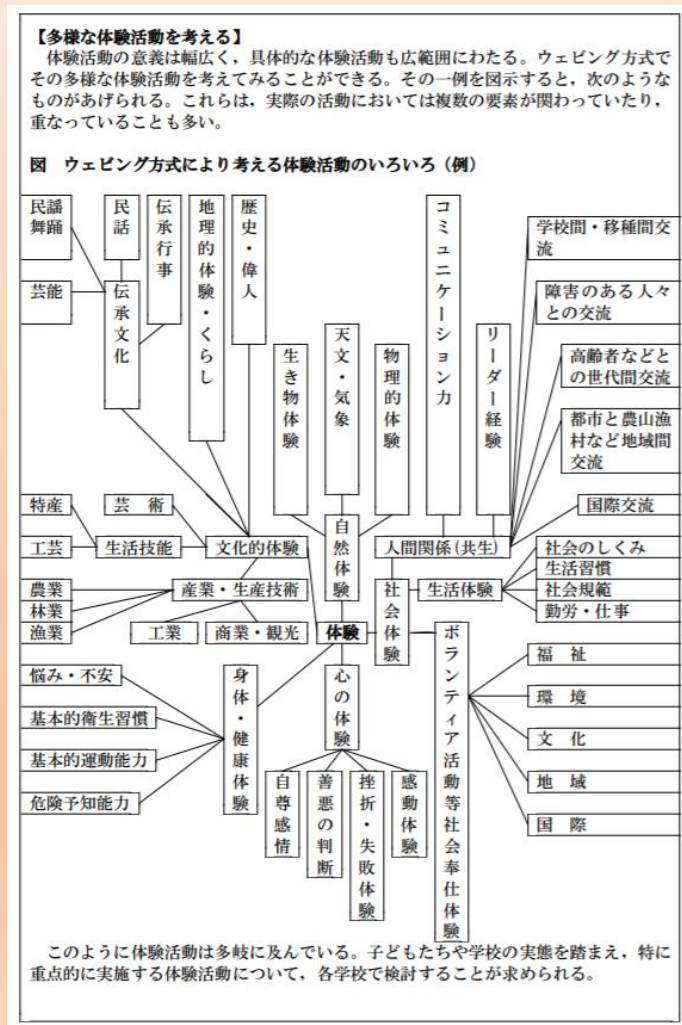 【多様な体験活動を考える】
体験活動の意義は幅広く，具体的な体験活動も広範囲にわたる。ウェビング方式で
その多様な体験活動を考えてみることができる。その一例を図示すると，次のような
ものがあげられる。これらは，実際の活動においては複数の要素が関わっていたり，
重なっていることも多い。
図　ウェビング方式により考える体験活動のいろいろ（例）
民謡
舞踊
民話
伝承行事
地理的体験・くらし
歴史・偉人
コミュニケーション力
学校間・移種間交
流
芸能
伝承文化
生き物体験
天文・気象
物理的体験
リーダー経験
障害のある人々
との交流
高齢者などと
の世代間交流
都市と農山漁
村など地域間
交流
特産
芸　術
国際交流
工芸
生活技能
文化的体験
自然体験
人間関係（共生）
社会のしくみ
生活習慣
農業
産業・生産技術
社会体験
生活体験
社会規範
林業
勤労・仕事
漁業
工業
商業・観光
体験
ボランティア活動等社会奉仕体験
福　祉
悩み・不安
身体・健康体験
心の体験
環　境
基本的衛生習慣
文　化
基本的運動能力
自尊感情
善悪の判断
挫折・失敗体験
感動体験
地　域
危険予知能力
国　際
このように体験活動は多岐に及んでいる。子どもたちや学校の実態を踏まえ，特に
重点的に実施する体験活動について，各学校で検討することが求められる。